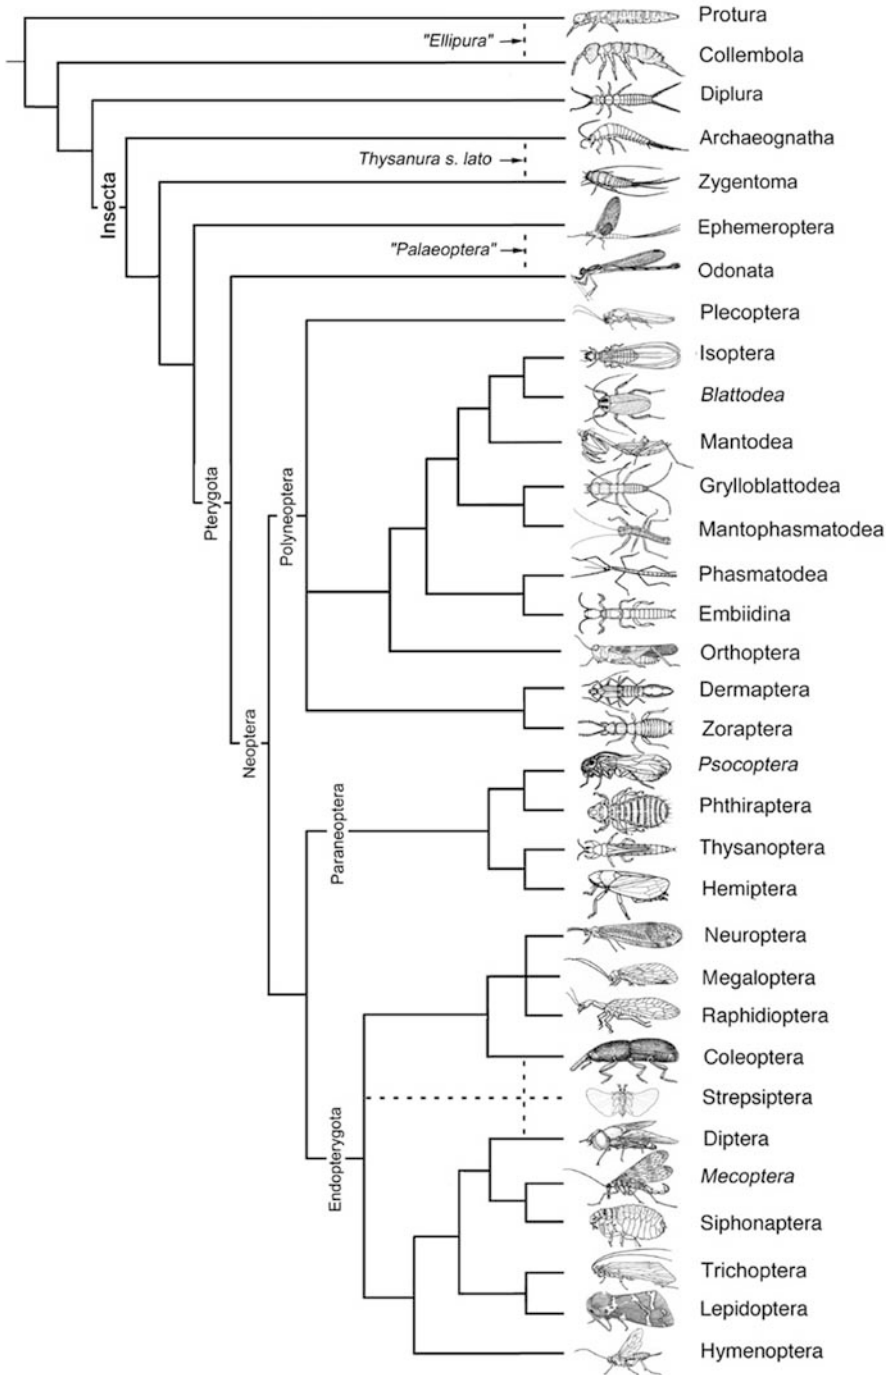 Protura
"Ellipura"
Collembola
Diplura
Archaeognatha
Thysanura s. lato
Zygentoma
Insecta
Ephemeroptera
"Palaeoptera"
Odonata
Plecoptera
Isoptera
Blattodea
Mantodea
Grylloblattodea
Pterygota
Polyneoptera
Mantophasmatodea
Phasmatodea
Embiidina
Orthoptera
Dermaptera
Zoraptera
Neoptera
Psocoptera
Phthiraptera
Paraneoptera
Thysanoptera
Hemiptera
Neuroptera
Megaloptera
Raphidioptera
Coleoptera
Strepsiptera
Diptera
Endopterygota
Mecoptera
Siphonaptera
Trichoptera
Lepidoptera
Hymenoptera